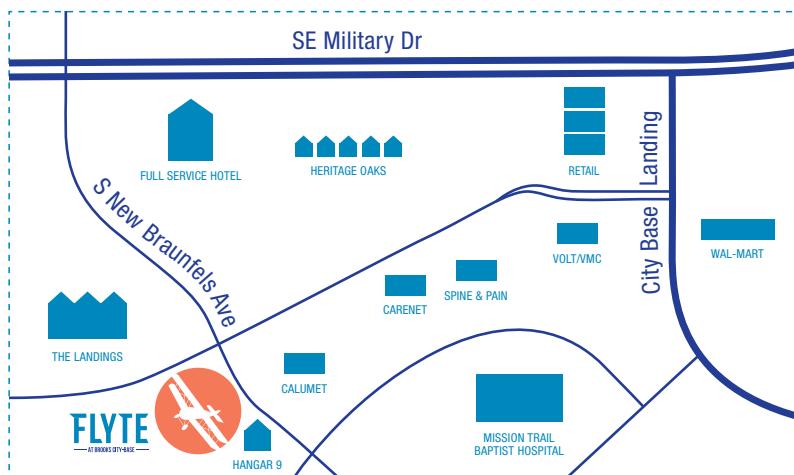 SE Military Dr
FULL SERVICE HOTEL
HERITAGE OAKS
RETAIL
City Base Landing
S New Braunfels Ave
VOLT/VMC
WAL-MART
SPINE & PAIN
CARENET
THE LANDINGS
CALUMET
FLYTE
AT BROOKS CITY-BASE
HANGAR 9
MISSION TRAIL
BAPTIST HOSPITAL